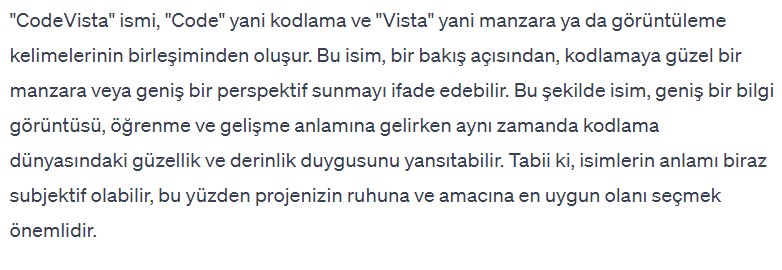 "CodeVista" ismi, "Code" yani kodlama ve "Vista" yani manzara ya da görüntüleme
kelimelerinin birleşiminden oluşur. Bu isim, bir bakış açısından, kodlamaya güzel bir
manzara veya geniş bir perspektif sunmayı ifade edebilir. Bu şekilde isim, geniş bir bilgi
görüntüsü, öğrenme ve gelişme anlamına gelirken aynı zamanda kodlama
dünyasındaki güzellik ve derinlik duygusunu yansıtabilir. Tabii ki, isimlerin anlamı biraz
subjektif olabilir, bu yüzden projenizin ruhuna ve amacına en uygun olanı seçmek
önemlidir.